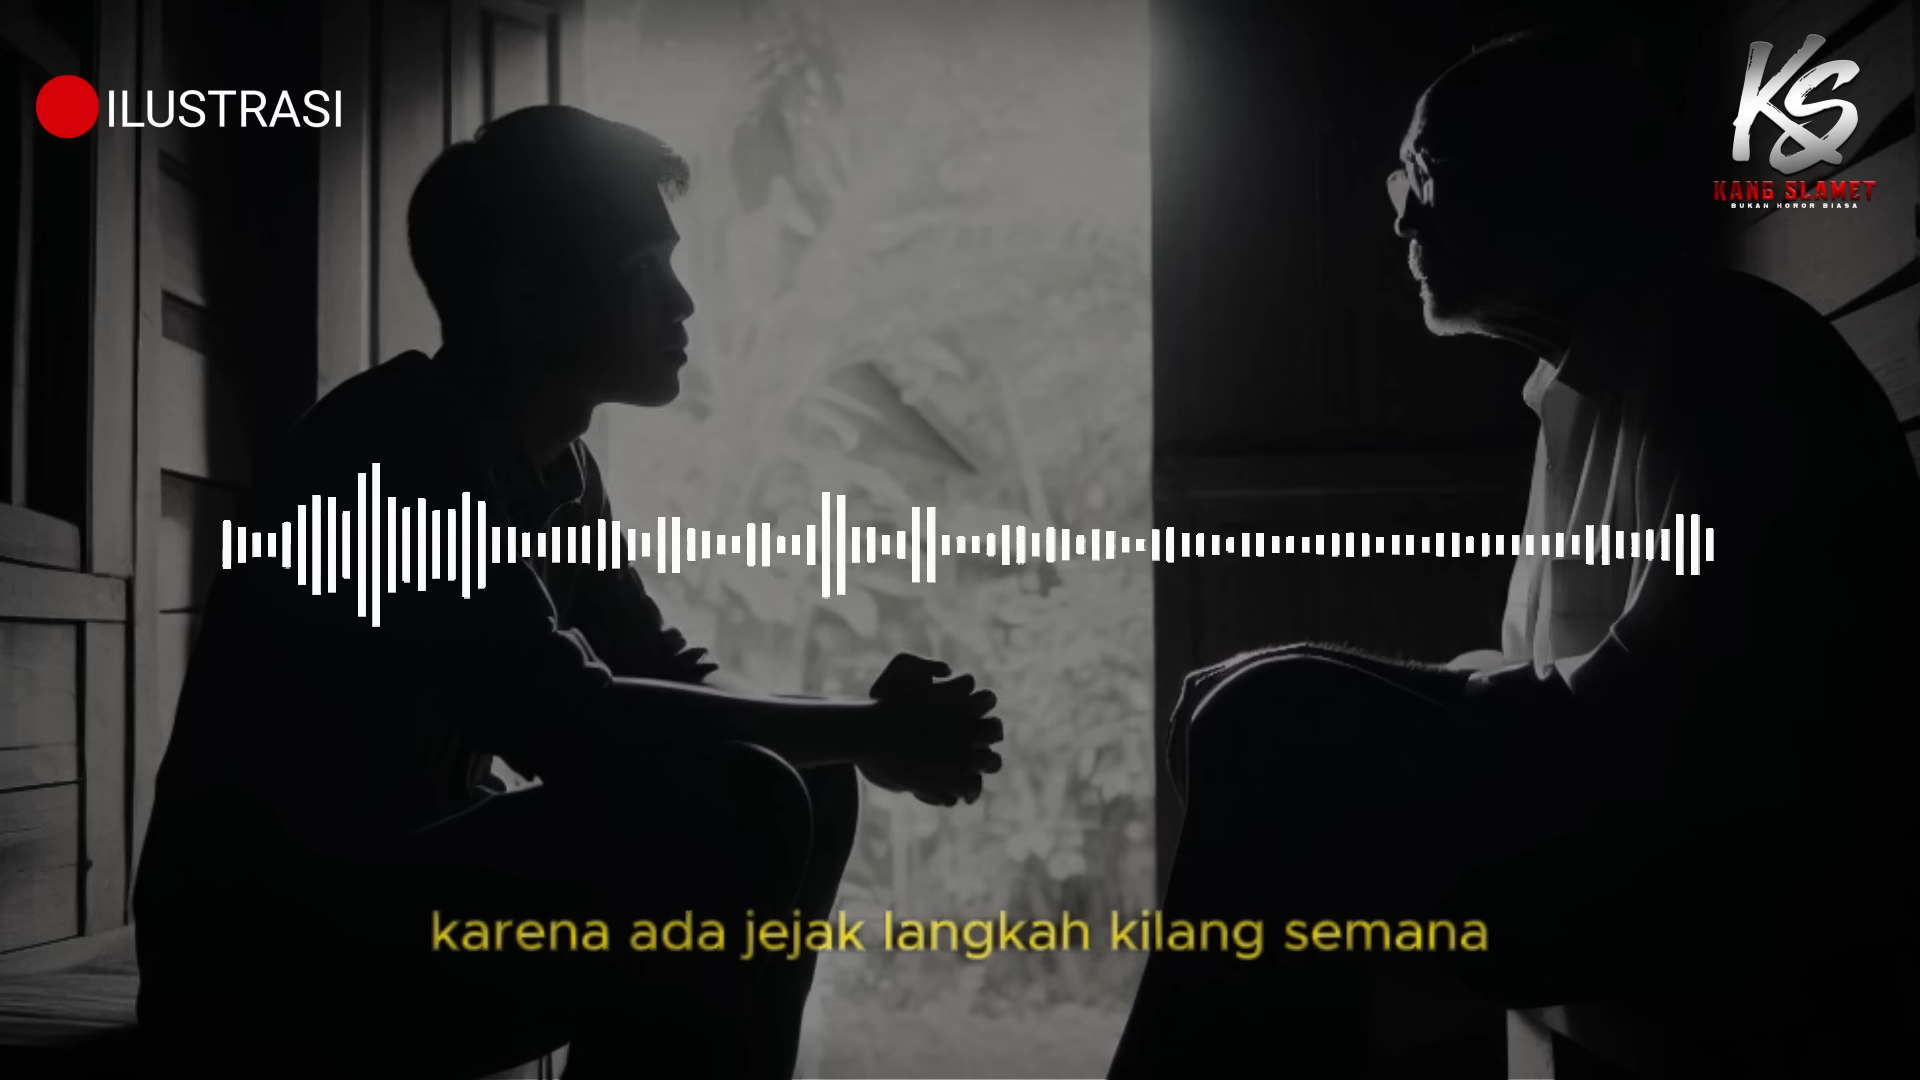 ILUSTRASI
KS
KANG SLAMET
BUKAN HOROR BIASA
karena ada jejak langkah kilang semana